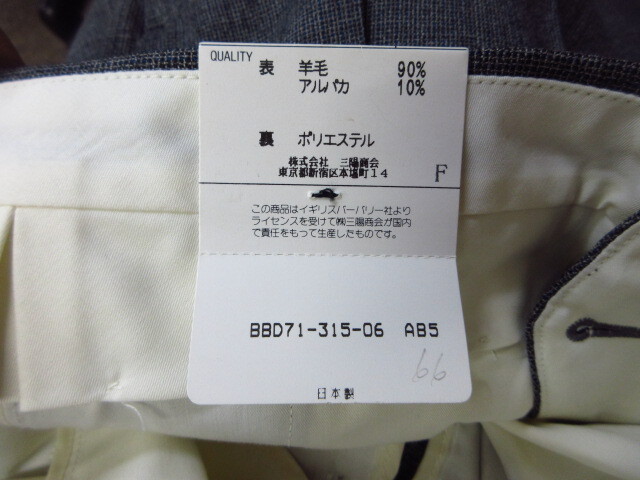 QUALITY
表 羊毛 90%
アルパカ 10%
裏 ポリエステル
株式会社 三陽商会
東京都新宿区本塩町14
F
この商品はイギリスバーバリー社より
ライセンスを受けて㈱三陽商会が国内
で責任をもって生産したものです。
BBD71-315-06 AB5
66
日本製